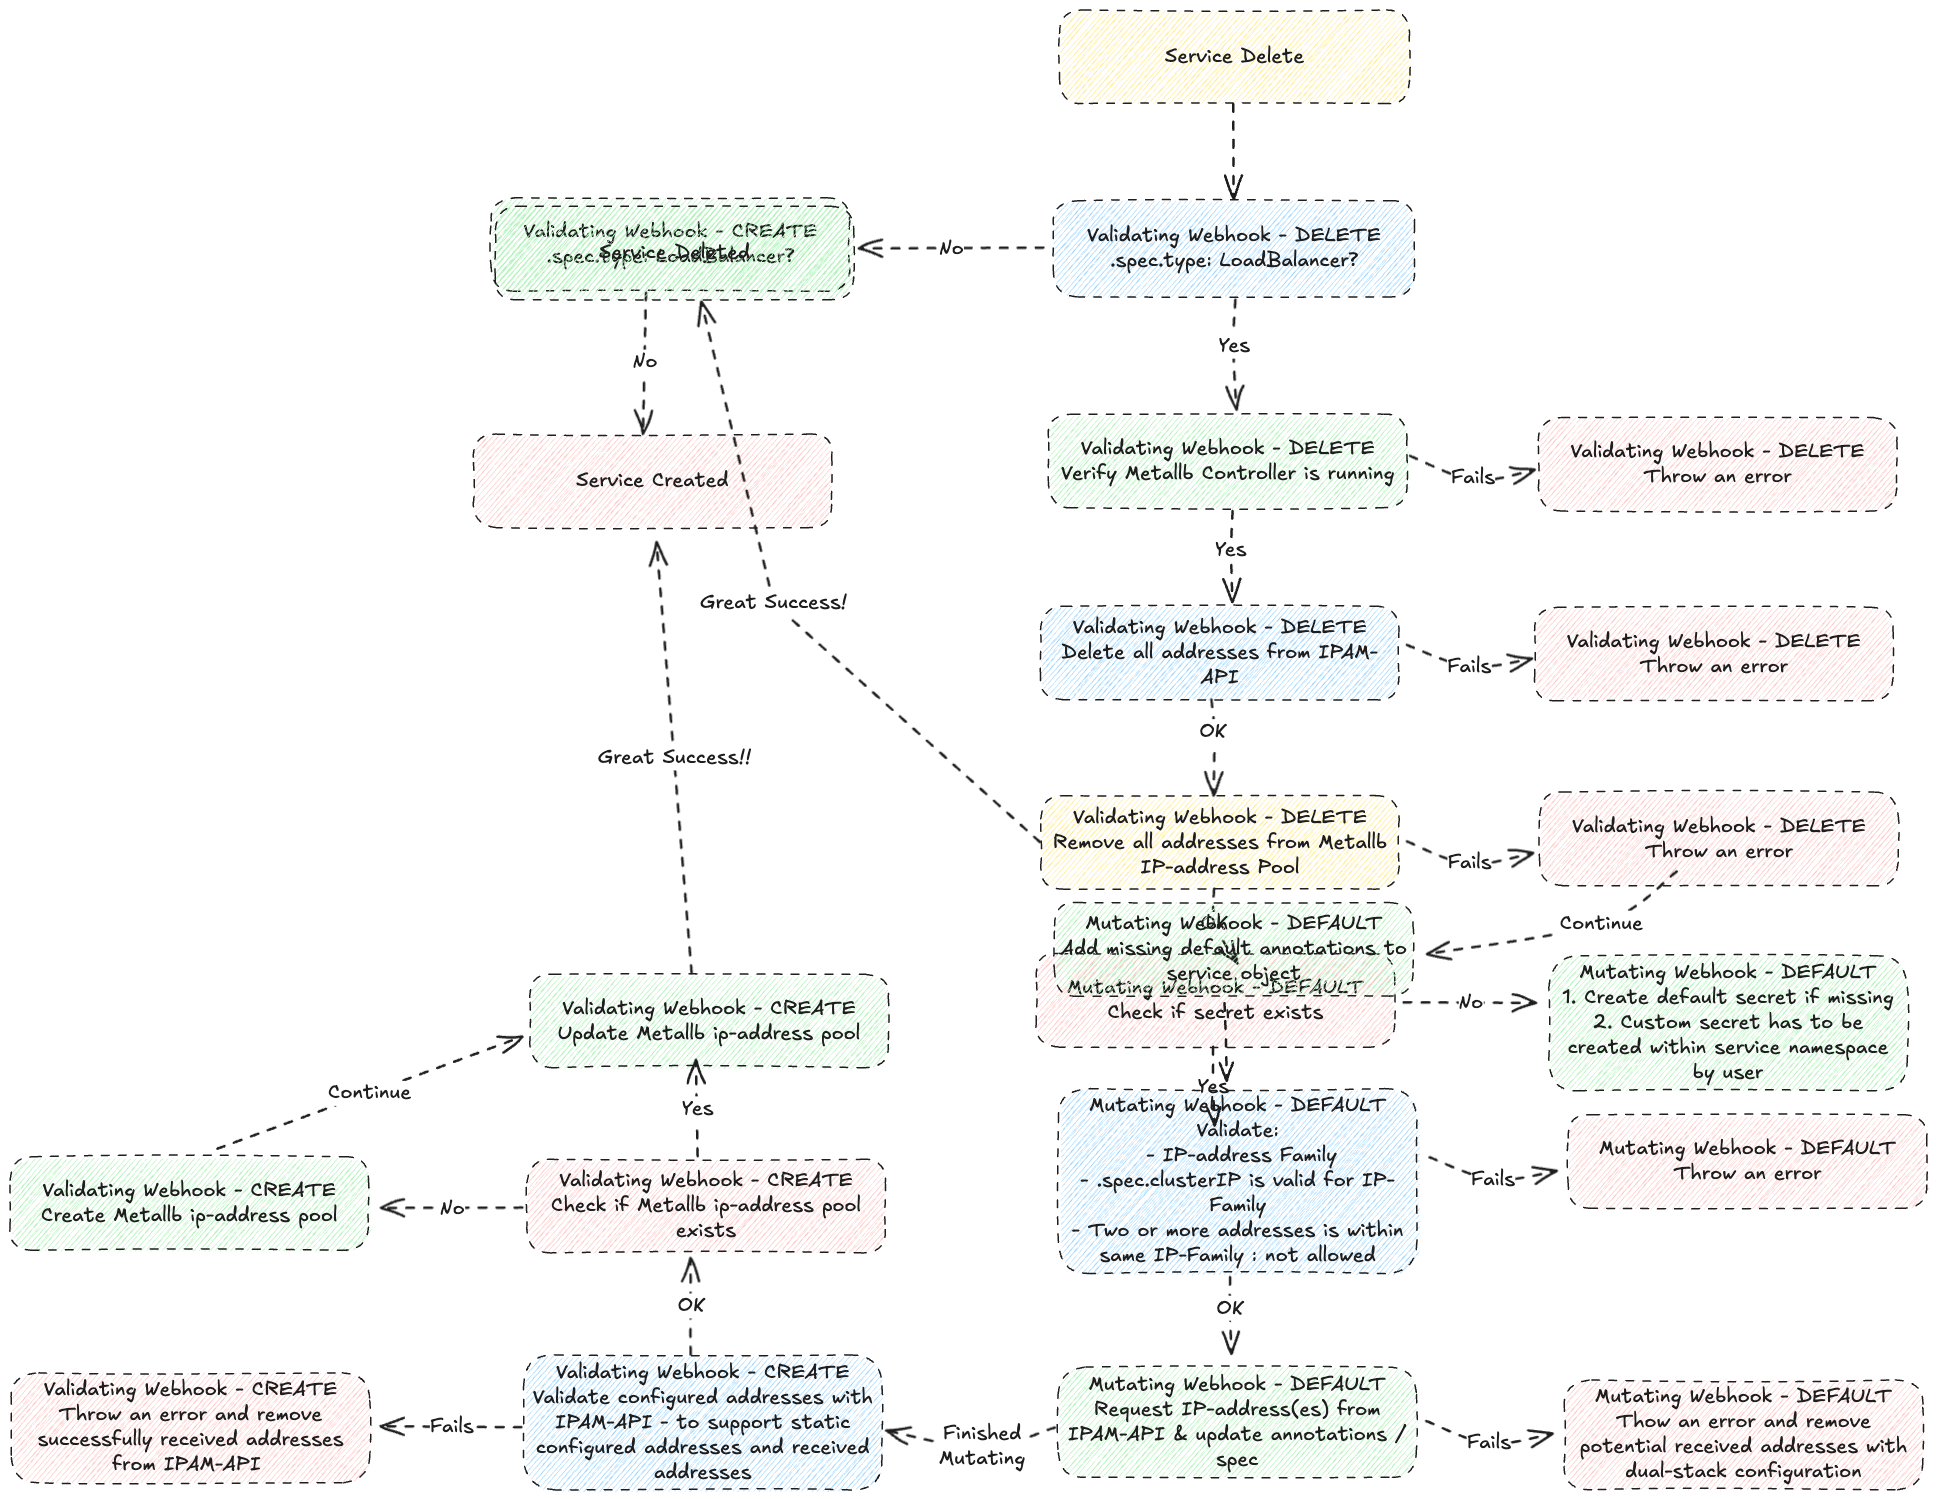 Service Delete
Validating Webhook - CREATE
.spec.type: LoadBalancer?
Service Deleted
No
Validating Webhook - DELETE
.spec.type: LoadBalancer?
No
Yes
Service Created
Validating Webhook - DELETE
Verify Metallb Controller is running
Fails
Validating Webhook - DELETE
Throw an error
Yes
Great Success!
Validating Webhook - DELETE
Delete all addresses from IPAM-
API
Fails
Validating Webhook - DELETE
Throw an error
OK
Great Success!!
Validating Webhook - DELETE
Remove all addresses from Metallb
IP-address Pool
Fails
Validating Webhook - DELETE
Throw an error
Continue
Mutating Webhook - DEFAULT
Add missing default annotations to
service object
Mutating Webhook - DEFAULT
Check if secret exists
No
Mutating Webhook - DEFAULT
1. Create default secret if missing
2. Custom secret has to be
created within service namespace
by user
Validating Webhook - CREATE
Update Metallb ip-address pool
Continue
Yes
Yes
Mutating Webhook - DEFAULT
Validate:
- IP-address Family
- .spec.clusterIP is valid for IP-
Family
- Two or more addresses is within
same IP-Family : not allowed
Fails
Mutating Webhook - DEFAULT
Throw an error
Validating Webhook - CREATE
Create Metallb ip-address pool
No
Validating Webhook - CREATE
Check if Metallb ip-address pool
exists
OK
OK
Validating Webhook - CREATE
Throw an error and remove
successfully received addresses
from IPAM-API
Fails
Validating Webhook - CREATE
Validate configured addresses with
IPAM-API - to support static
configured addresses and received
addresses
Finished
Mutating
Mutating Webhook - DEFAULT
Request IP-address(es) from
IPAM-API & update annotations /
spec
Fails
Mutating Webhook - DEFAULT
Thow an error and remove
potential received addresses with
dual-stack configuration